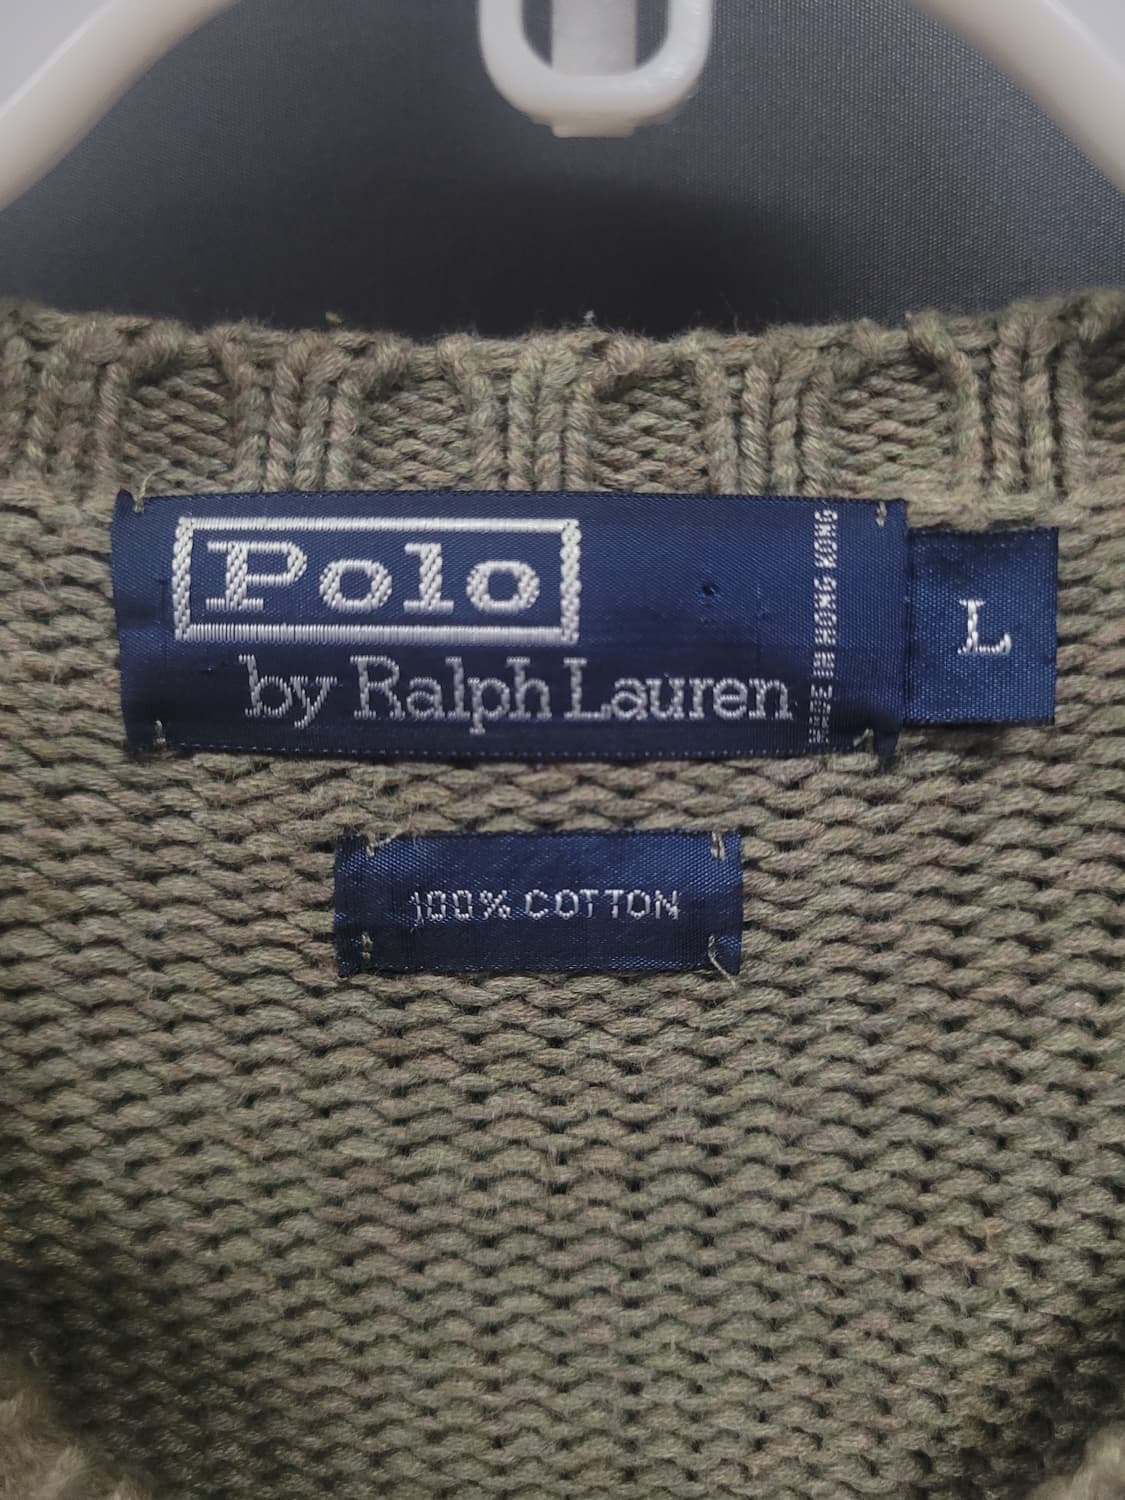 Polo
by Ralph Lauren
MADE IN HONG KONG
L
100% COTTON